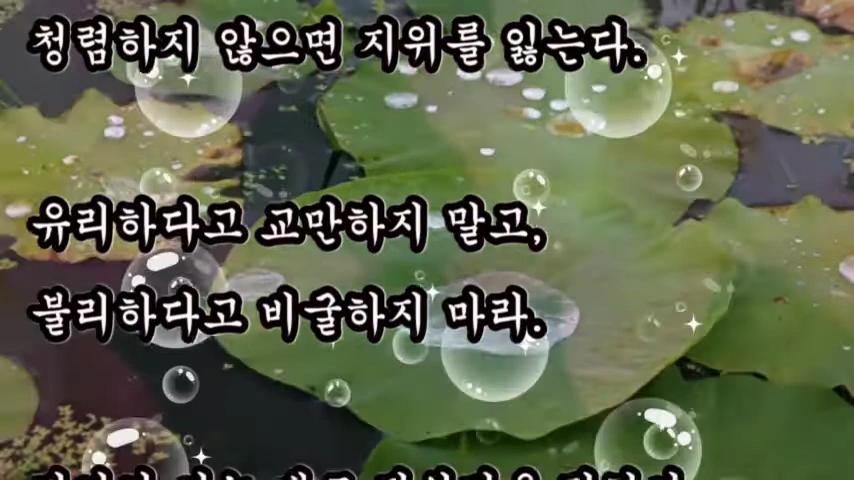 청렴하지 않으면 지위를 잃는다.
유리하다고 교만하지 말고,
불리하다고 비굴하지 마라.